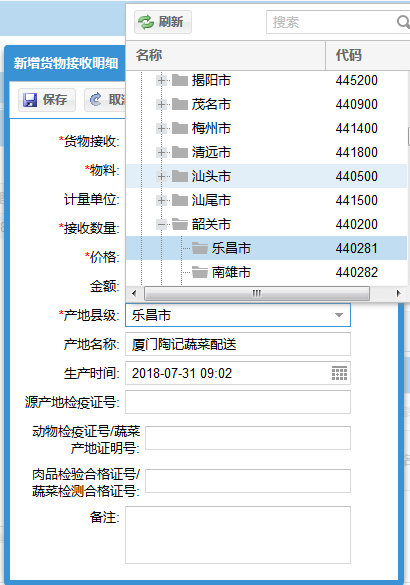 刷新
搜索
名称 代码
揭阳市 445200
茂名市 440900
梅州市 441400
清远市 441800
汕头市 440500
汕尾市 441500
韶关市 440200
乐昌市 440281
南雄市 440282
新增货物接收明细
保存
*货物接收:
*物料:
计量单位:
*接收数量:
*价格:
金额:
*产地县级: 乐昌市
产地名称: 厦门陶记蔬菜配送
生产时间: 2018-07-31 09:02
源产地检疫证号:
动物检疫证号/蔬菜
产地证明号:
肉品检验合格证号/
蔬菜检测合格证号:
备注: